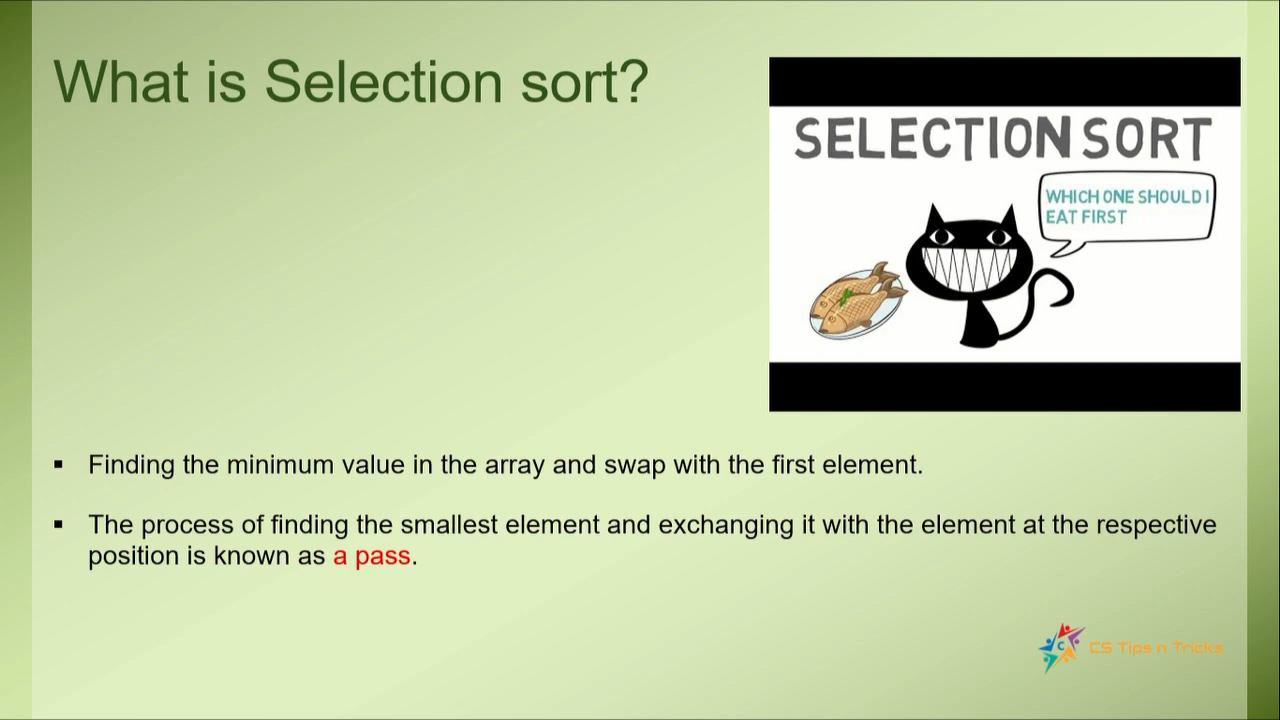 What is Selection sort?
SELECTION SORT
WHICH ONE SHOULD I
EAT FIRST
▪ Finding the minimum value in the array and swap with the first element.
▪ The process of finding the smallest element and exchanging it with the element at the respective
position is known as a pass.
C
CS Tips n Tricks